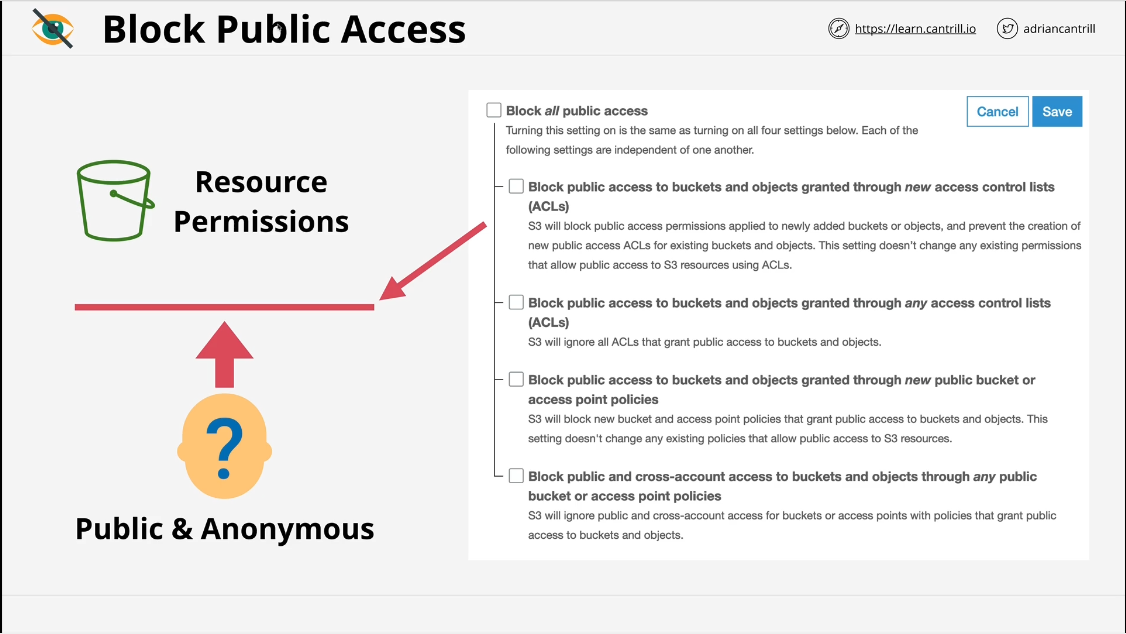 Block Public Access
https://learn.cantrill.io
adriancantrill
Resource
Permissions
?
Public & Anonymous
Block all public access
Cancel
Save
Turning this setting on is the same as turning on all four settings below. Each of the
following settings are independent of one another.
Block public access to buckets and objects granted through new access control lists
(ACLs)
S3 will block public access permissions applied to newly added buckets or objects, and prevent the creation of
new public access ACLs for existing buckets and objects. This setting doesn't change any existing permissions
that allow public access to S3 resources using ACLs.
Block public access to buckets and objects granted through any access control lists
(ACLs)
S3 will ignore all ACLs that grant public access to buckets and objects.
Block public access to buckets and objects granted through new public bucket or
access point policies
S3 will block new bucket and access point policies that grant public access to buckets and objects. This
setting doesn't change any existing policies that allow public access to S3 resources.
Block public and cross-account access to buckets and objects through any public
bucket or access point policies
S3 will ignore public and cross-account access for buckets or access points with policies that grant public
access to buckets and objects.